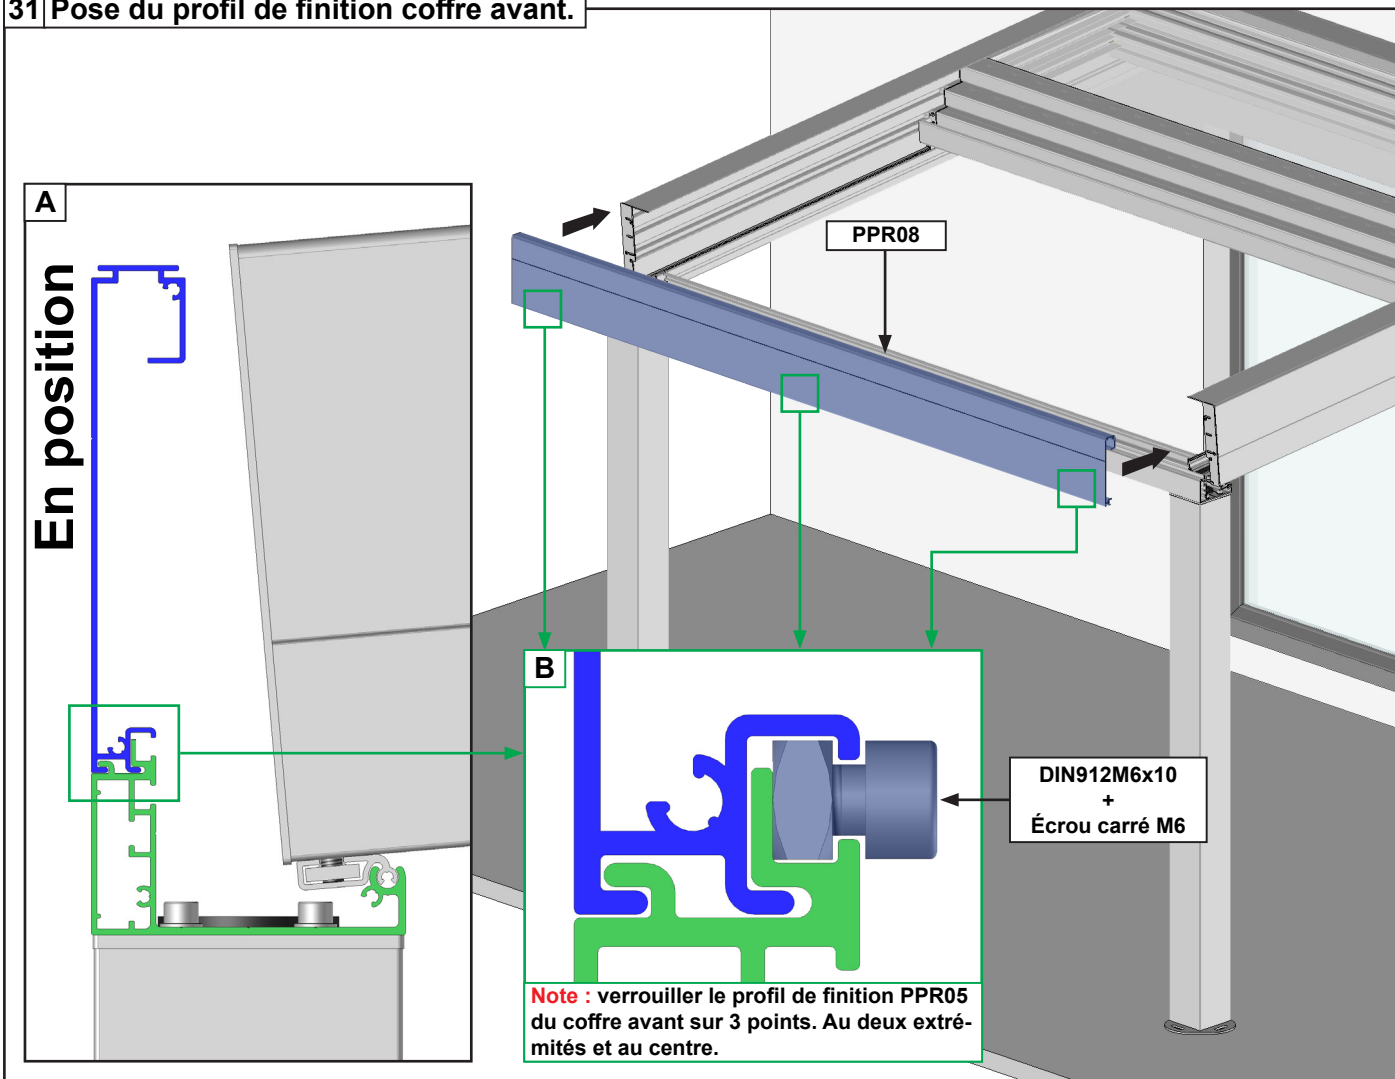 31 Pose du profil de finition coffre avant.
A
En position
PPR08
B
DIN912M6x10
+
Écrou carré M6
Note : verrouiller le profil de finition PPR05
du coffre avant sur 3 points. Au deux extré-
mités et au centre.